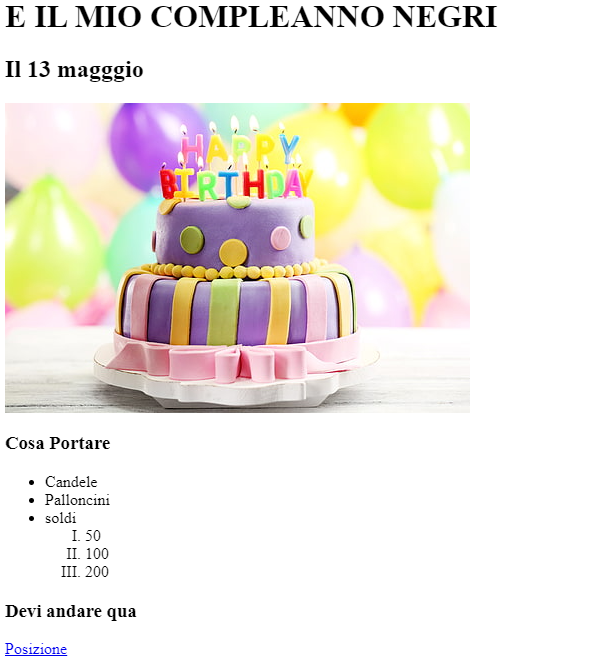 E IL MIO COMPLEANNO NEGRI
Il 13 magggio
HAPPY
BIRTHDAY
Cosa Portare
Candele
Palloncini
soldi
I. 50
II. 100
III. 200
Devi andare qua
Posizione